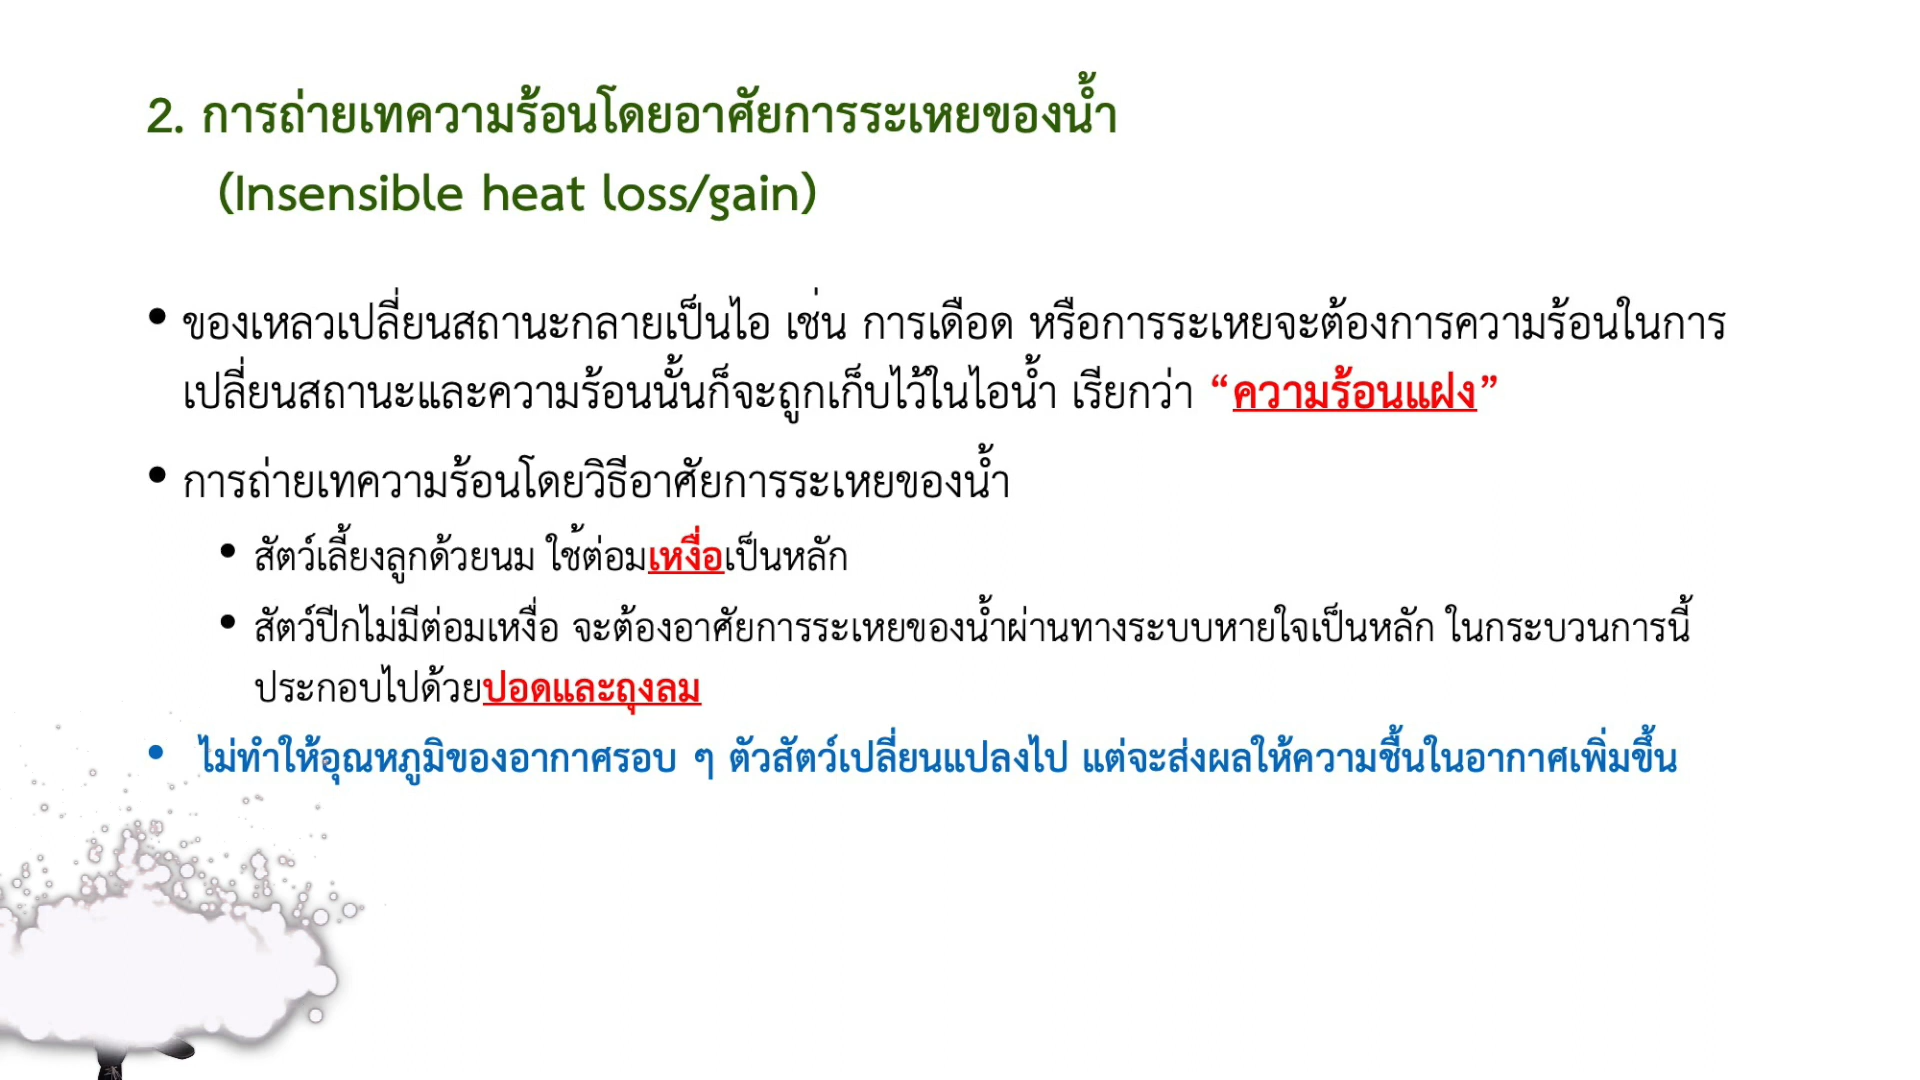 2. การถ่ายเทความร้อนโดยอาศัยการระเหยของน้ำ
(Insensible heat loss/gain)
• ของเหลวเปลี่ยนสถานะกลายเป็นไอ เช่น การเดือด หรือการระเหยจะต้องการความร้อนในการ
เปลี่ยนสถานะและความร้อนนั้นก็จะถูกเก็บไว้ในไอน้ำ เรียกว่า “ความร้อนแฝง”
• การถ่ายเทความร้อนโดยวิธีอาศัยการระเหยของน้ำ
• สัตว์เลี้ยงลูกด้วยนม ใช้ต่อมเหงื่อเป็นหลัก
• สัตว์ปีกไม่มีต่อมเหงื่อ จะต้องอาศัยการระเหยของน้ำผ่านทางระบบหายใจเป็นหลัก ในกระบวนการนี้
ประกอบไปด้วยปอดและถุงลม
• ไม่ทำให้อุณหภูมิของอากาศรอบ ๆ ตัวสัตว์เปลี่ยนแปลงไป แต่จะส่งผลให้ความชื้นในอากาศเพิ่มขึ้น